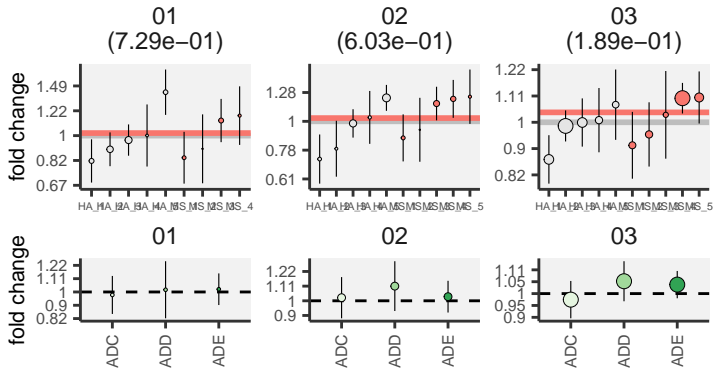 01 02 03
(7.29e−01) (6.03e−01) (1.89e−01)
fold change
1.49 1.22 1 0.82 0.67
1.28 1 0.78 0.61
1.22 1.11 1 0.9 0.82
01 02 03
fold change
1.22 1.11 1 0.9 0.82
1.22 1.11 1 0.9
1.11 1.05 1 0.95 0.9
ADC ADD ADE ADC ADD ADE ADC ADD ADE